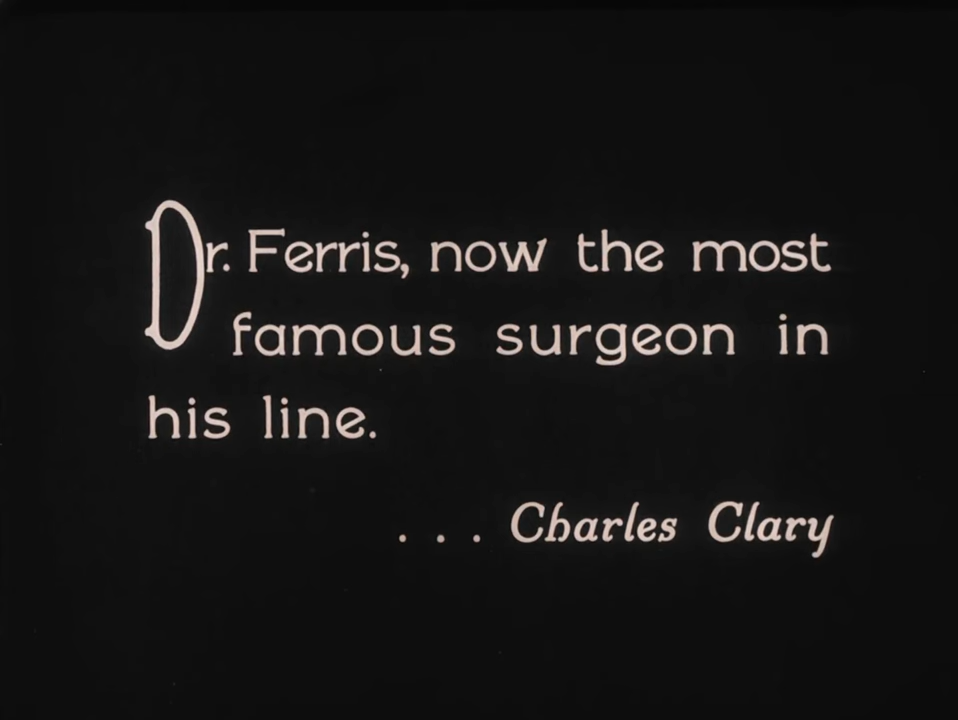 Dr. Ferris, now the most
famous surgeon in
his line.
. . . Charles Clary